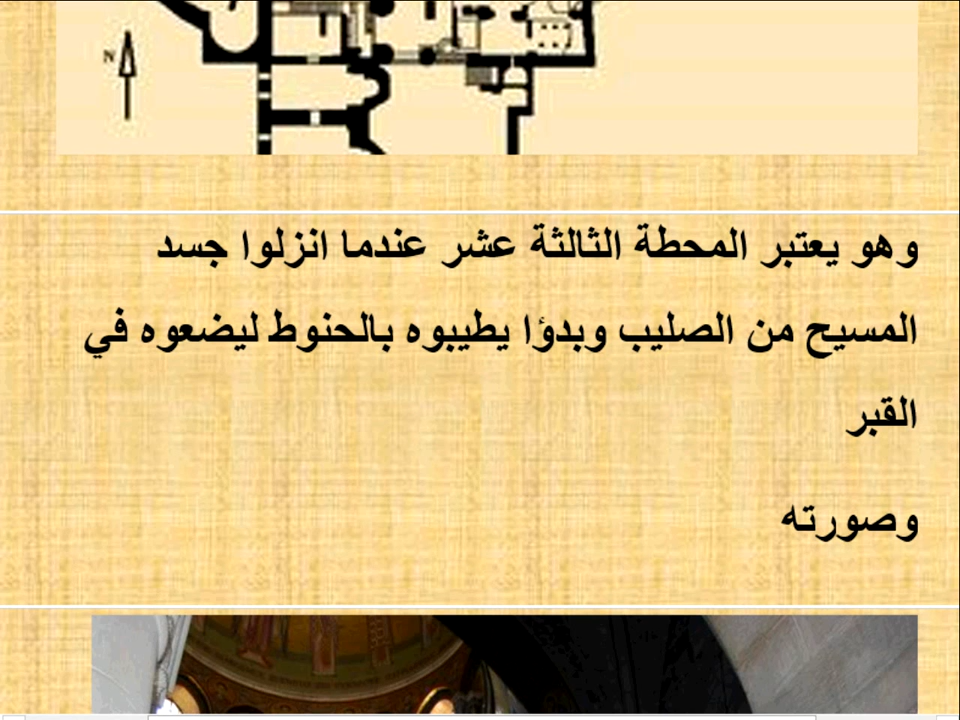 N
وهو يعتبر المحطة الثالثة عشر عندما انزلوا جسد
المسيح من الصليب وبدؤا يطيبوه بالحنوط ليضعوه في
القبر
وصورته